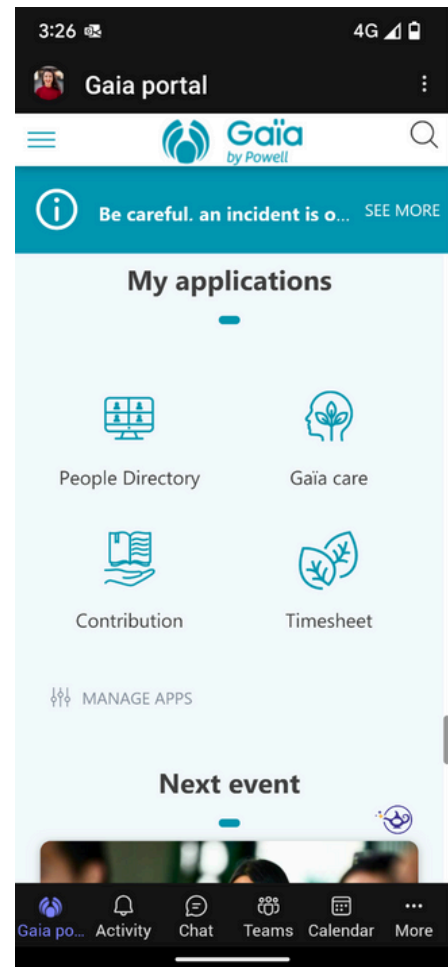 3:26
4G
Gaia portal
Gaïa
by Powell
Be careful. an incident is o... SEE MORE
My applications
People Directory
Gaïa care
Contribution
Timesheet
MANAGE APPS
Next event
Gaia po... Activity Chat Teams Calendar More